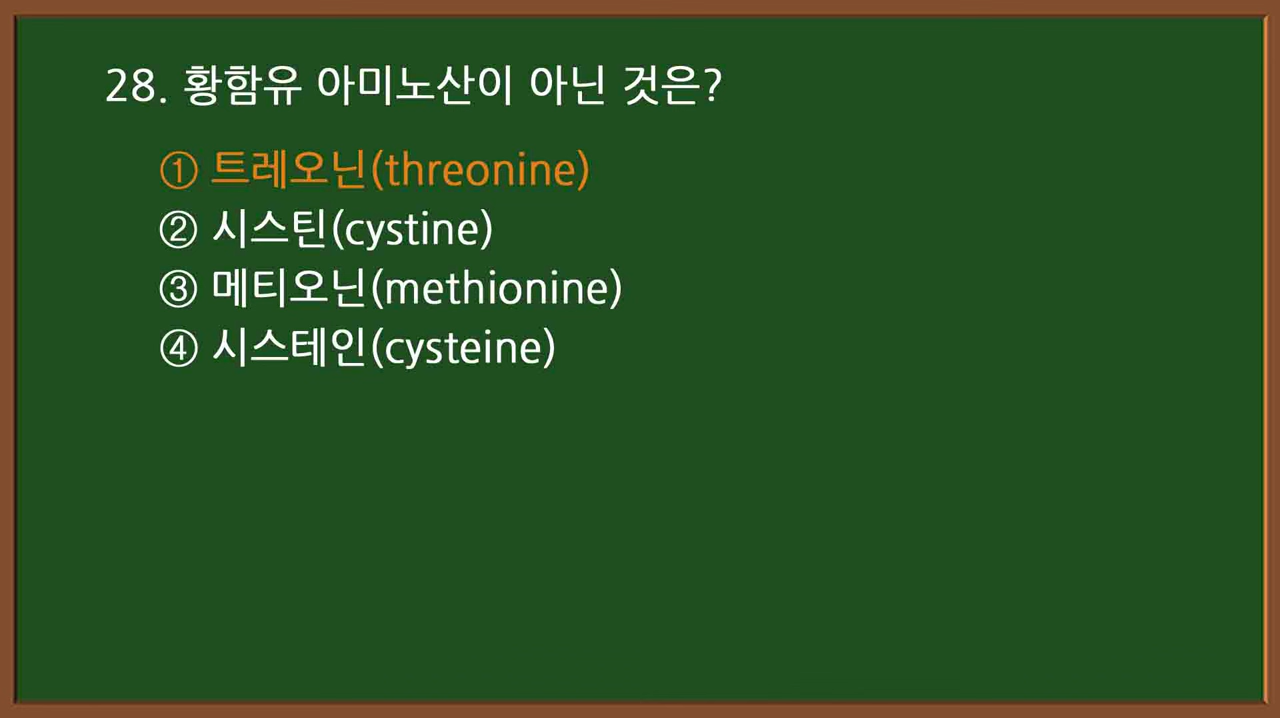 28. 황함유 아미노산이 아닌 것은?
① 트레오닌(threonine)
② 시스틴(cystine)
③ 메티오닌(methionine)
④ 시스테인(cysteine)